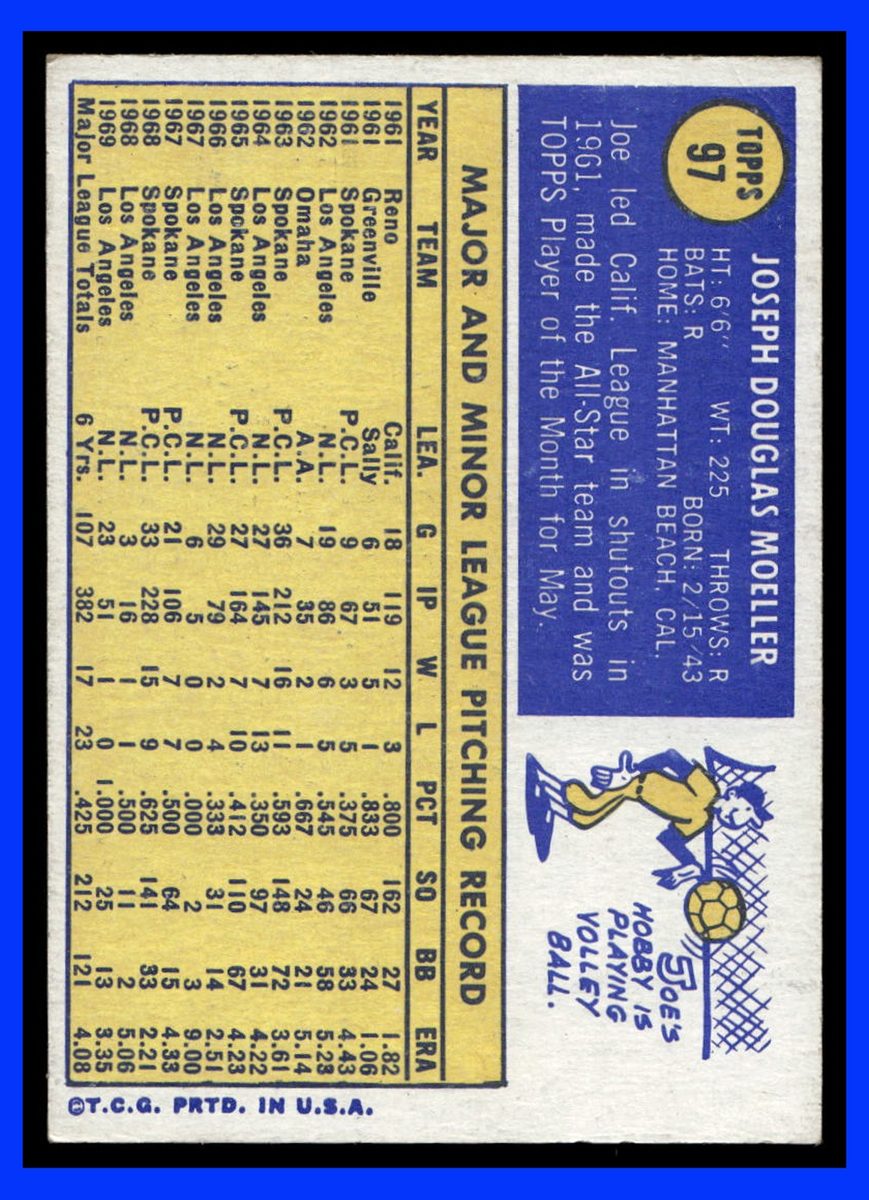 TOPPS
97
JOSEPH DOUGLAS MOELLER
HT: 6'6" WT: 225 THROWS: R
BATS: R BORN: 2/15/43
HOME: MANHATTAN BEACH, CAL.
Joe led Calif. League in shutouts in
1961, made the All-Star team and was
TOPPS Player of the Month for May.
JOE'S
HOBBY IS
PLAYING
VOLLEY
BALL.
MAJOR AND MINOR LEAGUE PITCHING RECORD
YEAR TEAM LEA. G IP W L PCT SO BB ERA
1961 Reno Calif. 18 119 12 3 .800 162 27 1.82
1961 Greenville Sally 6 51 5 1 .833 67 24 1.06
1961 Spokane P.C.L. 9 67 3 5 .375 66 33 4.43
1962 Los Angeles N.L. 19 86 6 5 .545 46 58 5.23
1962 Omaha A.A. 7 35 2 1 .667 24 21 5.14
1963 Spokane P.C.L. 36 212 16 11 .593 148 72 3.61
1964 Los Angeles N.L. 27 145 7 13 .350 97 31 4.22
1965 Spokane P.C.L. 27 164 7 10 .412 110 67 4.23
1966 Los Angeles N.L. 29 79 2 4 .333 31 14 2.51
1967 Los Angeles N.L. 6 5 0 0 .000 2 3 9.00
1967 Spokane P.C.L. 21 106 7 7 .500 64 15 4.33
1968 Spokane P.C.L. 33 228 15 9 .625 141 33 2.21
1968 Los Angeles N.L. 3 16 1 1 .500 11 2 5.06
1969 Los Angeles N.L. 23 51 1 0 1.000 25 13 3.35
Major League Totals 6 Yrs. 107 382 17 23 .425 212 121 4.08
©T.C.G. PRTD. IN U.S.A.